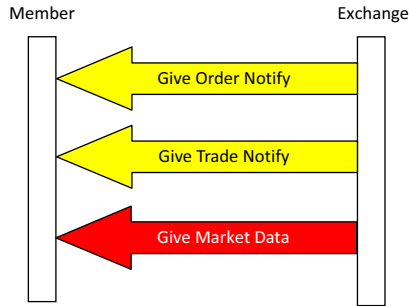 Member
Exchange
Give Order Notify
Give Trade Notify
Give Market Data